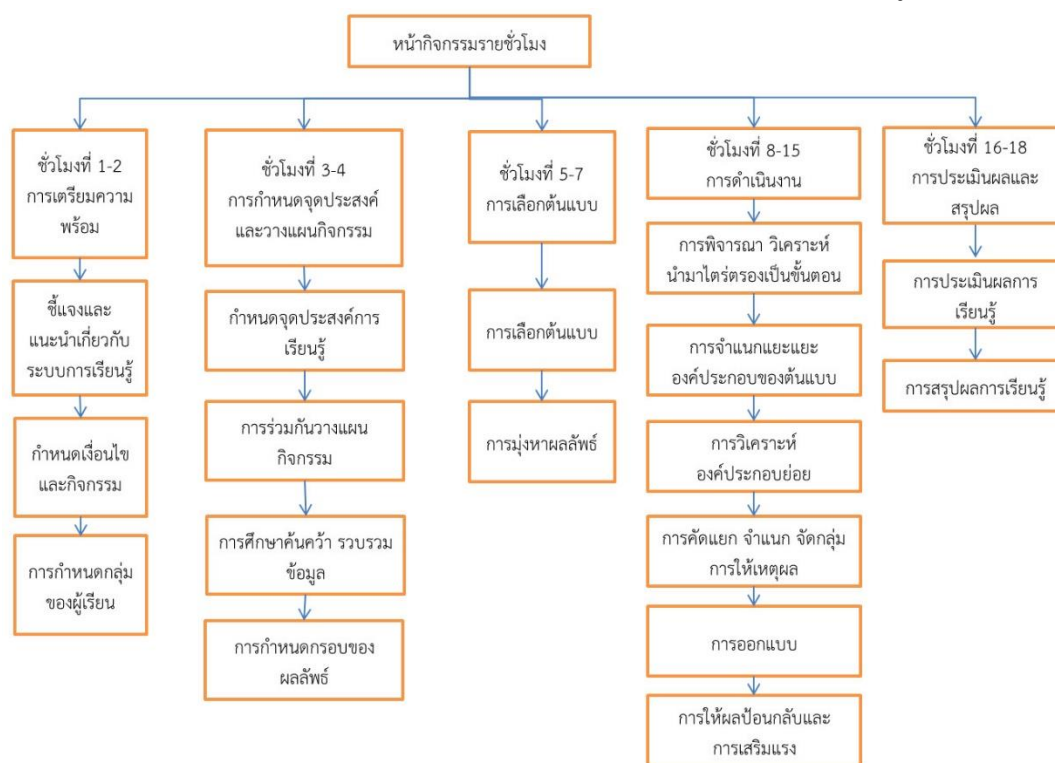 หน้ากิจกรรมรายชั่วโมง
ชั่วโมงที่ 1-2
การเตรียมความ
พร้อม
ชี้แจงและ
แนะนำเกี่ยวกับ
ระบบการเรียนรู้
กำหนดเงื่อนไข
และกิจกรรม
การกำหนดกลุ่ม
ของผู้เรียน
ชั่วโมงที่ 3-4
การกำหนดจุดประสงค์
และวางแผนกิจกรรม
กำหนดจุดประสงค์การ
เรียนรู้
การร่วมกันวางแผน
กิจกรรม
การศึกษาค้นคว้า รวบรวม
ข้อมูล
การกำหนดกรอบของ
ผลลัพธ์
ชั่วโมงที่ 5-7
การเลือกต้นแบบ
การเลือกต้นแบบ
การมุ่งหาผลลัพธ์
ชั่วโมงที่ 8-15
การดำเนินงาน
การพิจารณา วิเคราะห์
นำมาไตร่ตรองเป็นขั้นตอน
การจำแนกแยะแยะ
องค์ประกอบของต้นแบบ
การวิเคราะห์
องค์ประกอบย่อย
การคัดแยก จำแนก จัดกลุ่ม
การให้เหตุผล
การออกแบบ
การให้ผลป้อนกลับและ
การเสริมแรง
ชั่วโมงที่ 16-18
การประเมินผลและ
สรุปผล
การประเมินผลการ
เรียนรู้
การสรุปผลการเรียนรู้